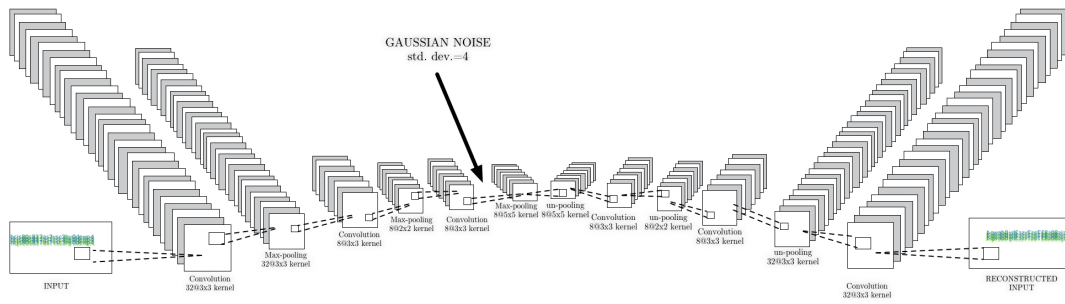 GAUSSIAN NOISE
std. dev.=4
INPUT
Convolution
32@3x3 kernel
Max-pooling
32@3x3 kernel
Convolution
8@3x3 kernel
Max-pooling
8@2x2 kernel
Convolution
8@3x3 kernel
Max-pooling
8@5x5 kernel
un-pooling
8@5x5 kernel
Convolution
8@3x3 kernel
un-pooling
8@2x2 kernel
Convolution
8@3x3 kernel
un-pooling
32@3x3 kernel
Convolution
32@3x3 kernel
RECONSTRUCTED
INPUT